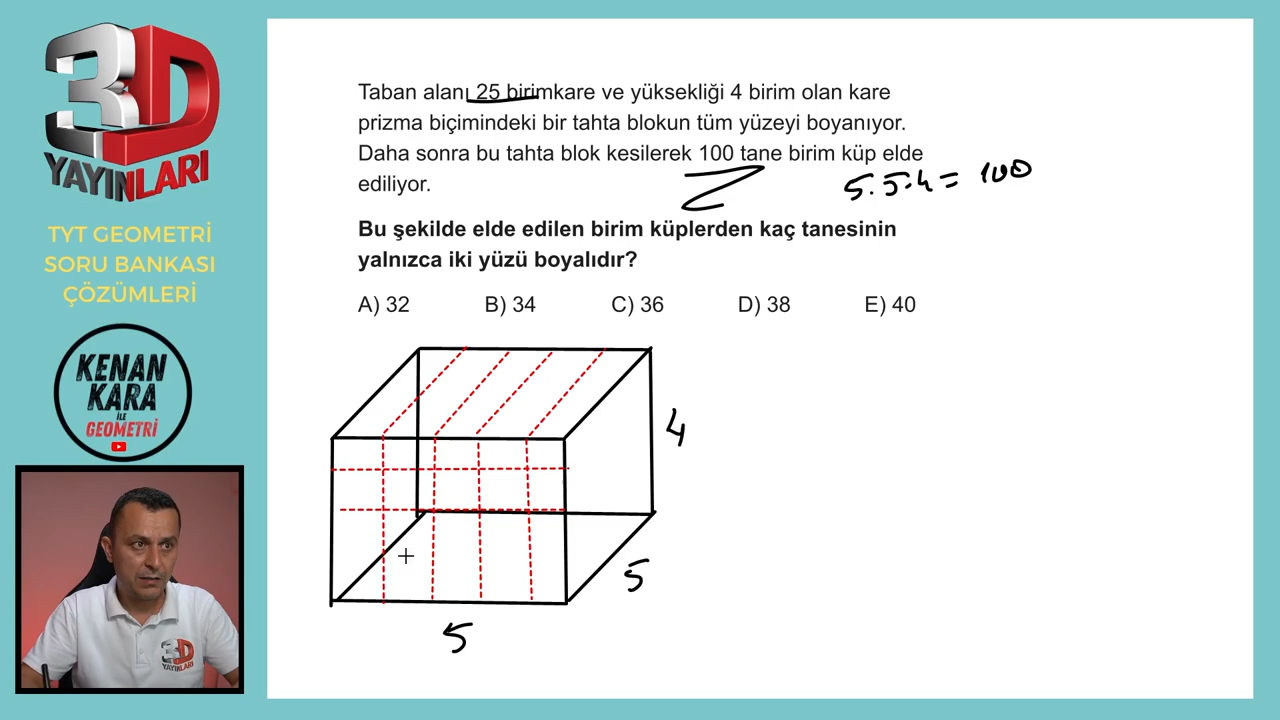 3D
YAYINLARI
TYT GEOMETRİ
SORU BANKASI
ÇÖZÜMLERİ
KENAN
KARA
İLE
GEOMETRİ
3D
YAYINLARI
Taban alanı 25 birimkare ve yüksekliği 4 birim olan kare
prizma biçimindeki bir tahta blokun tüm yüzeyi boyanıyor.
Daha sonra bu tahta blok kesilerek 100 tane birim küp elde
ediliyor.
5.5.4 = 100
Bu şekilde elde edilen birim küplerden kaç tanesinin
yalnızca iki yüzü boyalıdır?
A) 32 B) 34 C) 36 D) 38 E) 40
4
5
5